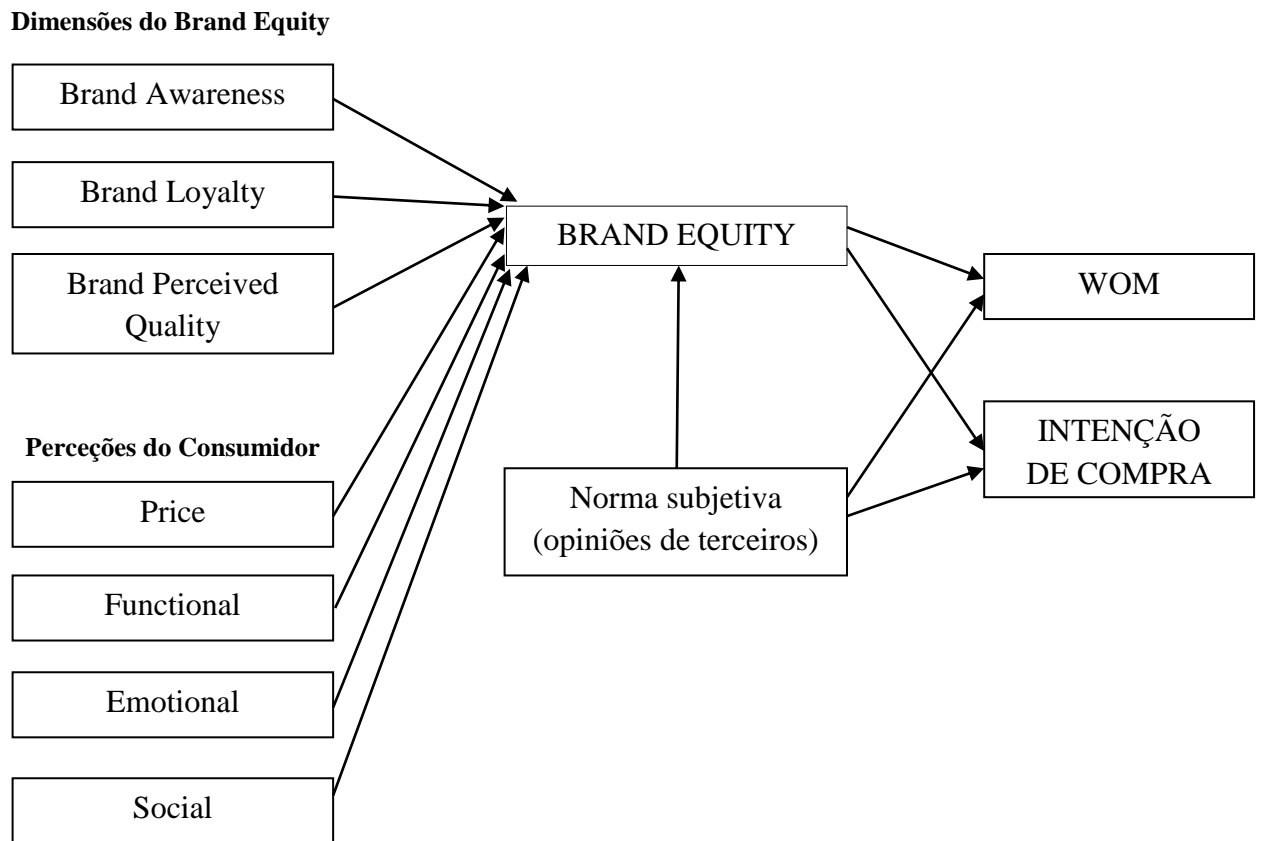 Dimensões do Brand Equity
Brand Awareness
Brand Loyalty
Brand Perceived
Quality
Perceções do Consumidor
Price
Functional
Emotional
Social
BRAND EQUITY
Norma subjetiva
(opiniões de terceiros)
WOM
INTENÇÃO
DE COMPRA